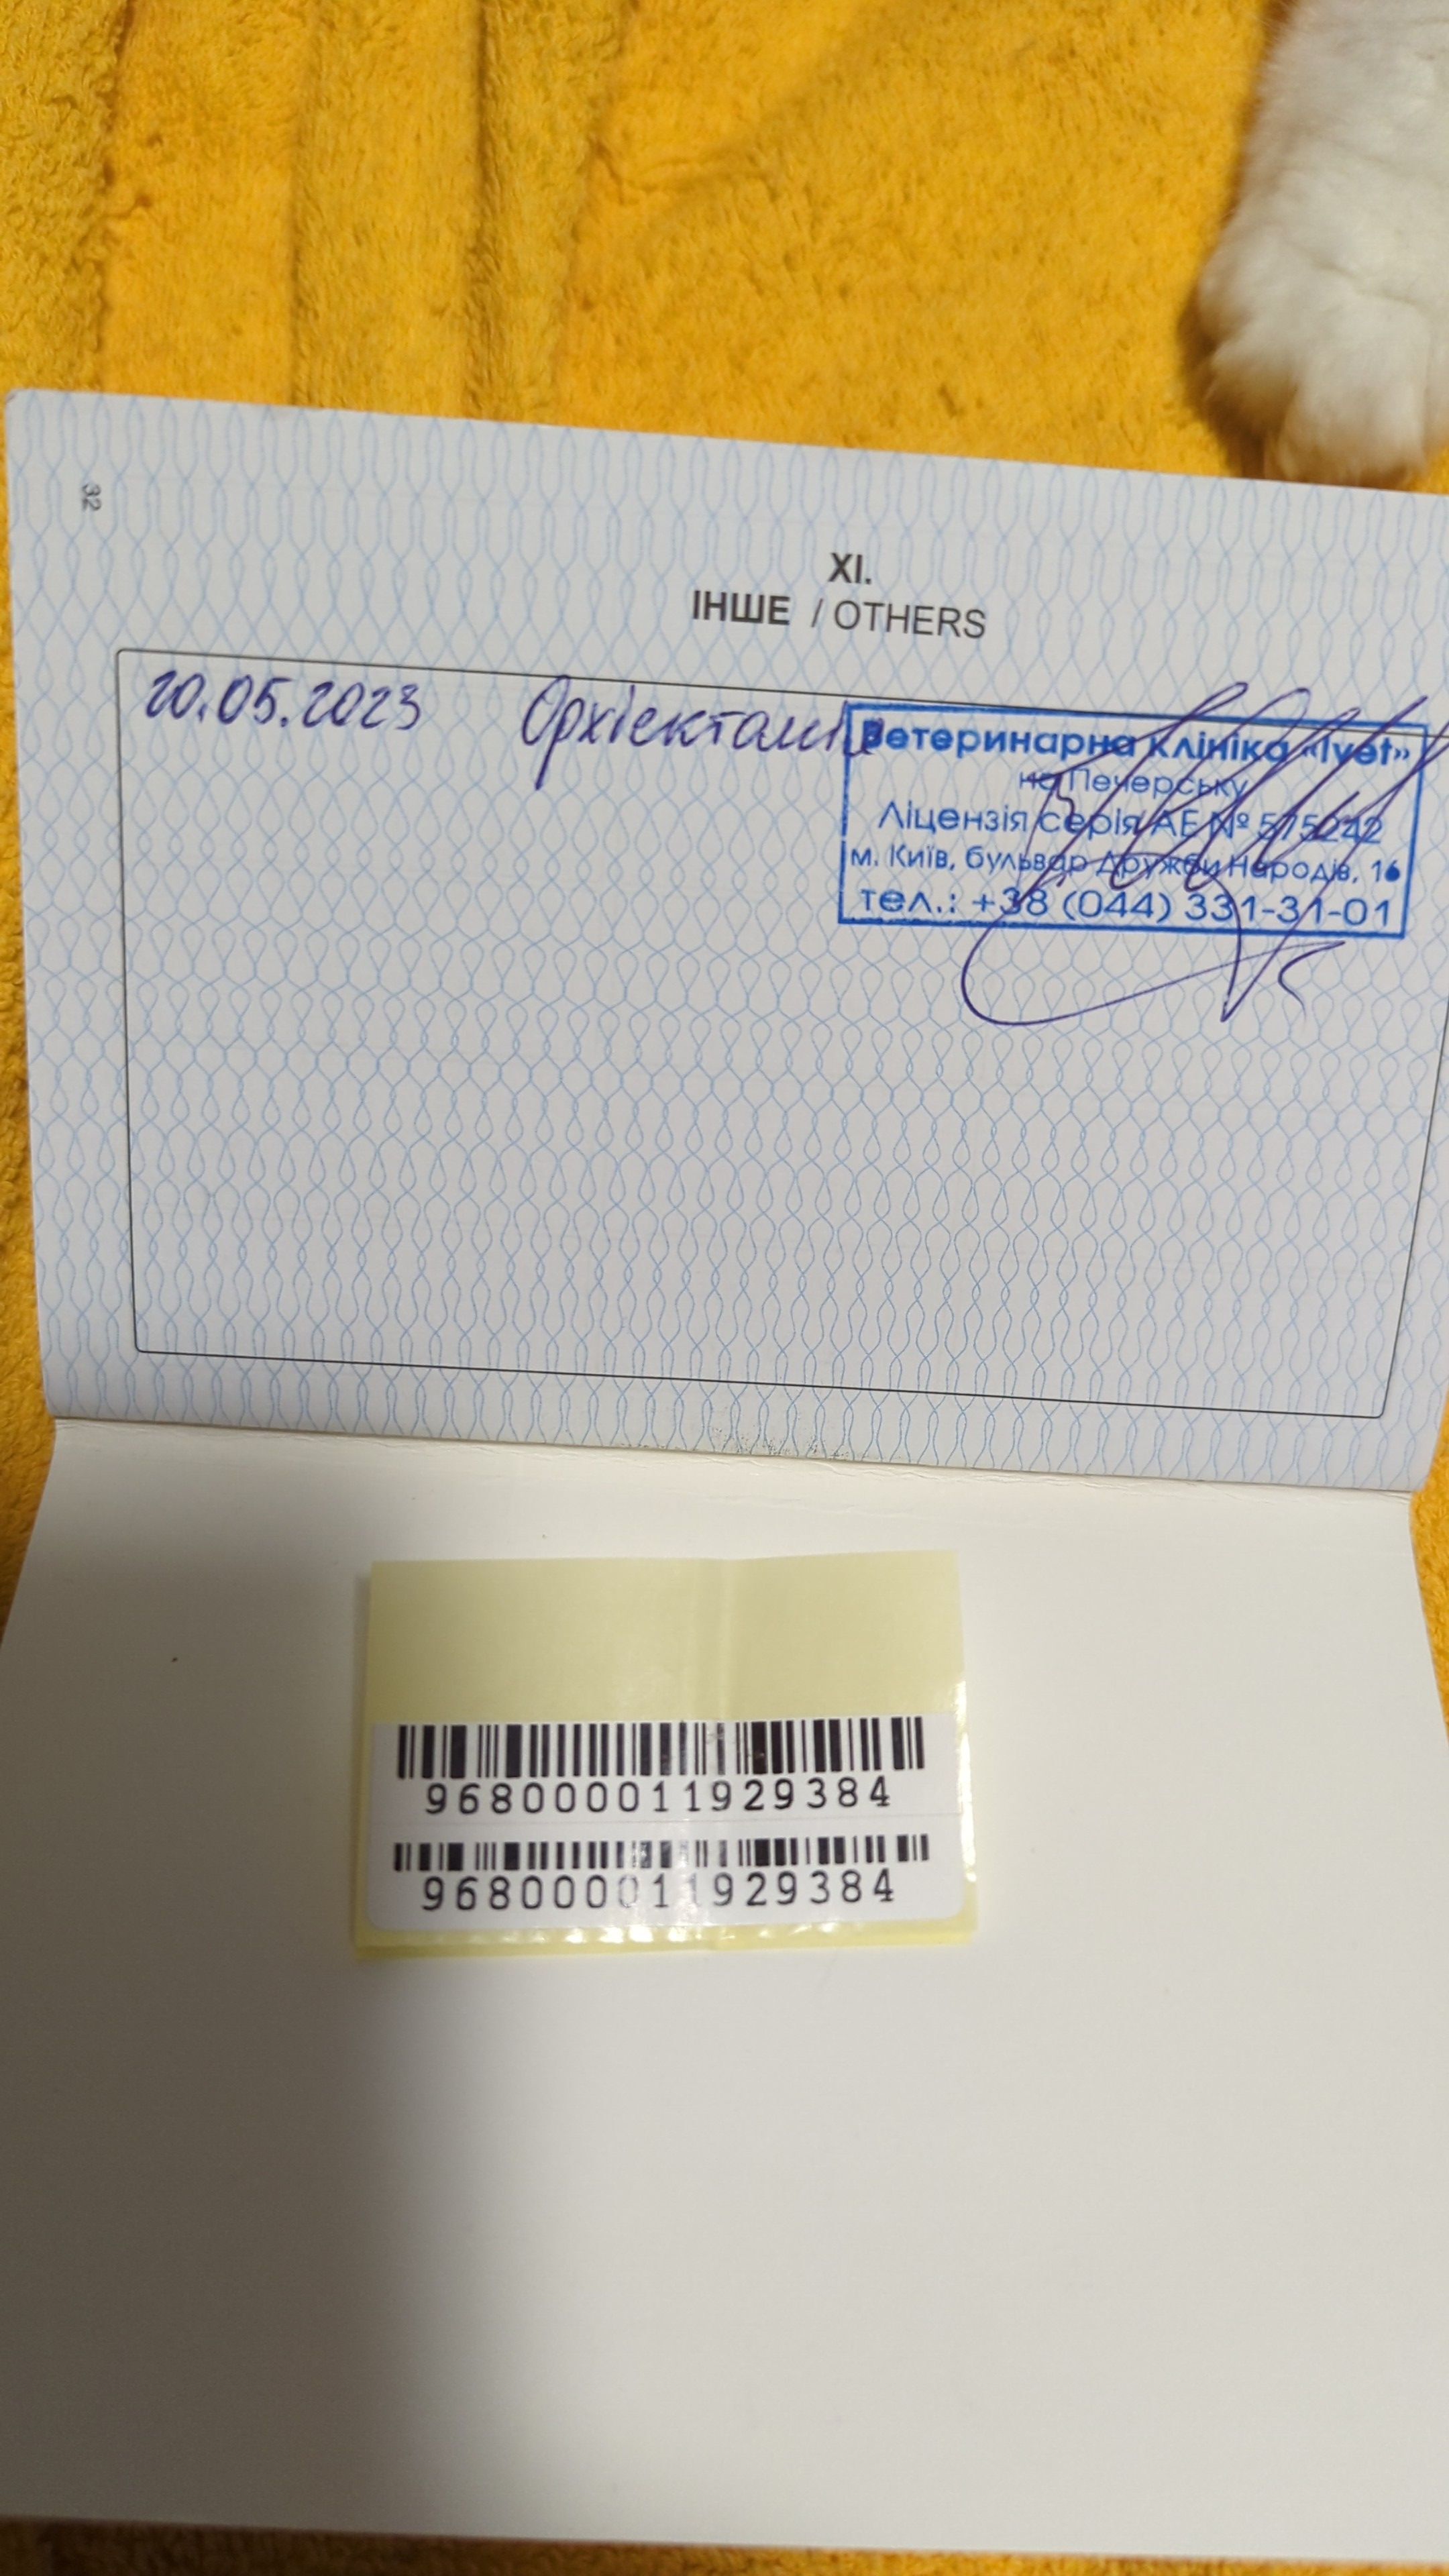 32
XI.
ІНШЕ / OTHERS
20.05.2023 Орхіектомія
Ветеринарна клініка «Ivet»
на Печерську
Ліцензія серія АЕ № 575242
м. Київ, бульвар Дружби Народів, 16
тел.: +38 (044) 331-31-01
968000011929384
968000011929384